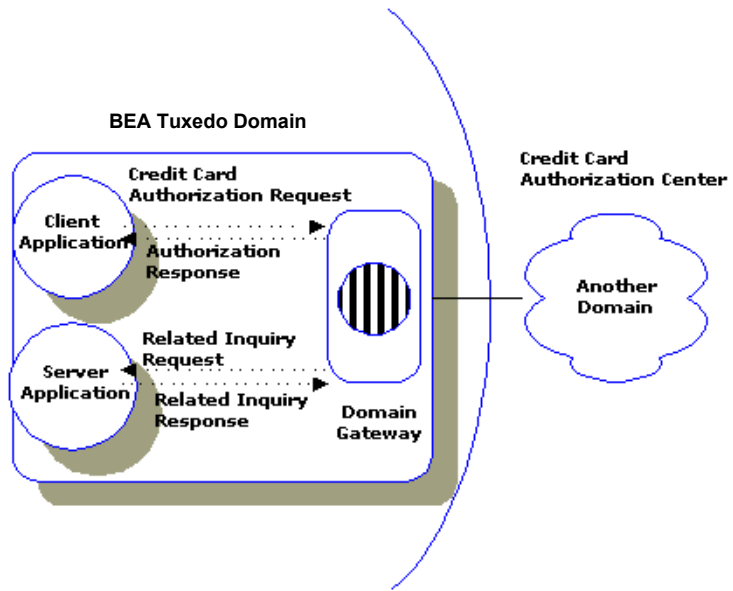 BEA Tuxedo Domain
Credit Card
Authorization Request
Client
Application
Authorization
Response
Related Inquiry
Request
Server
Application
Related Inquiry
Response
Domain
Gateway
Credit Card
Authorization Center
Another
Domain